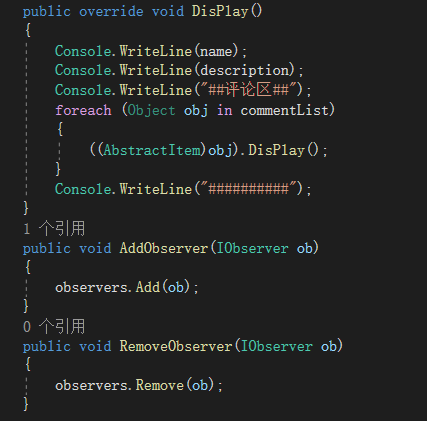 public override void DisPlay()
{
Console.WriteLine(name);
Console.WriteLine(description);
Console.WriteLine("##评论区##");
foreach (Object obj in commentList)
{
((AbstractItem)obj).DisPlay();
}
Console.WriteLine("##########");
}
1 个引用
public void AddObserver(IObserver ob)
{
observers.Add(ob);
}
0 个引用
public void RemoveObserver(IObserver ob)
{
observers.Remove(ob);
}